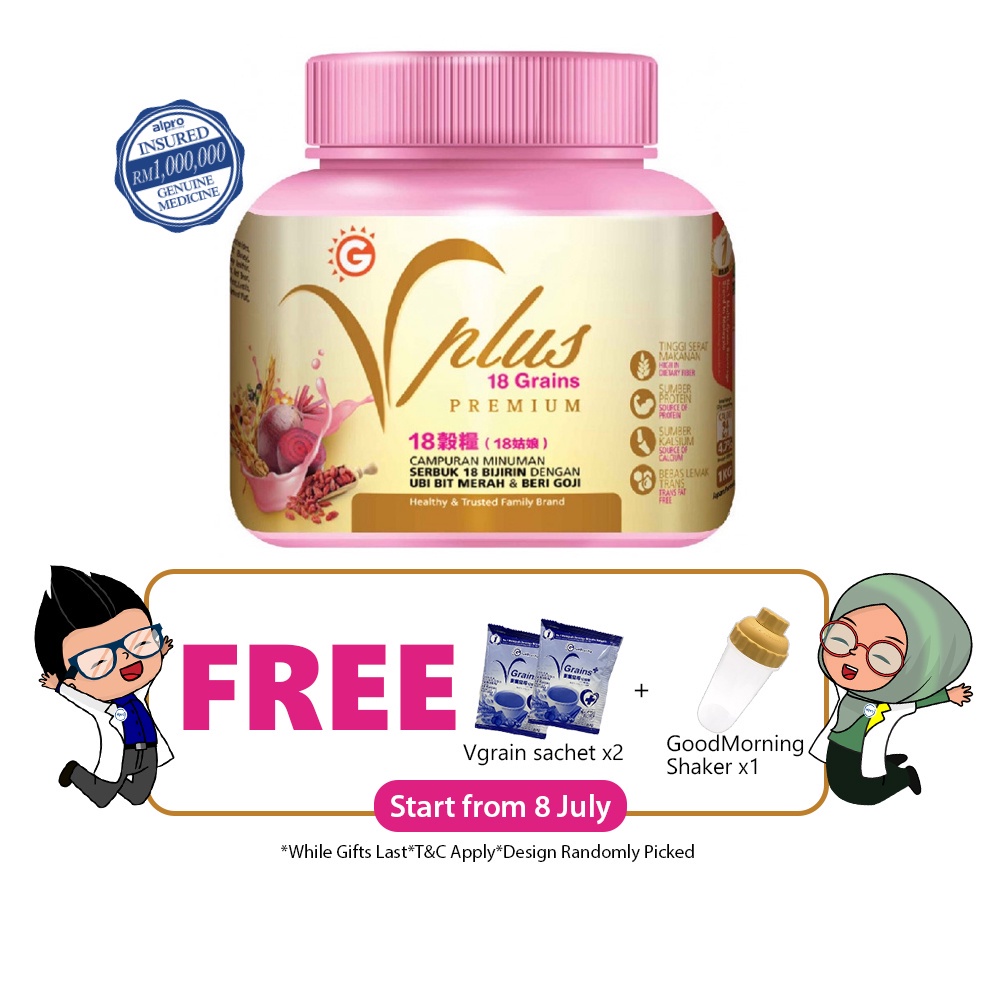 alpro
INSURED
RM1,000,000
GENUINE
MEDICINE
G
Vplus
18 Grains
PREMIUM
18穀糧 (18姑娘)
CAMPURAN MINUMAN
SERBUK 18 BIJIRIN DENGAN
UBI BIT MERAH & BERI GOJI
Healthy & Trusted Family Brand
TINGGI SERAT
MAKANAN
HIGH IN
DIETARY FIBER
SUMBER
PROTEIN
SOURCE OF
PROTEIN
SUMBER
KALSIUM
SOURCE OF
CALCIUM
BEBAS LEMAK
TRANS
TRANS FAT
FREE
1KG
FREE
VGrains
VGrains+
+
Vgrain sachet x2
GoodMorning
Shaker x1
Start from 8 July
*While Gifts Last*T&C Apply*Design Randomly Picked